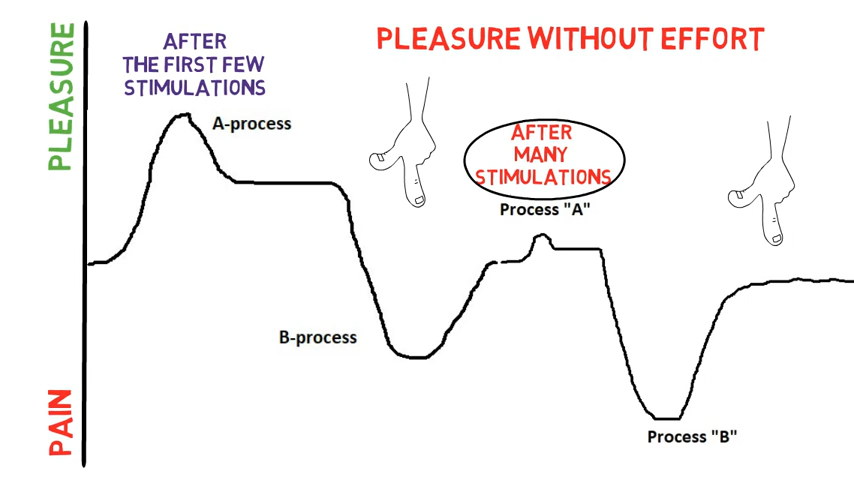 PLEASURE
PAIN
AFTER
THE FIRST FEW
STIMULATIONS
PLEASURE WITHOUT EFFORT
A-process
AFTER
MANY
STIMULATIONS
Process "A"
B-process
Process "B"